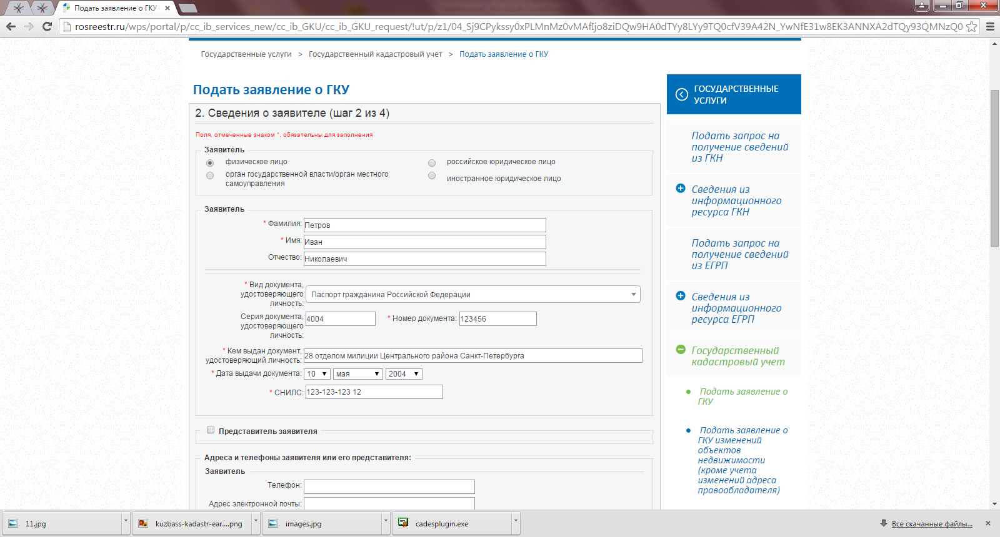 Подать заявление о ГКУ
rosreestr.ru/wps/portal/p/cc_ib_services_new/cc_ib_GKU/cc_ib_GKU_request/!ut/p/z1/04_Sj9CPykssy0xPLMnMz0vMAfIjo8ziDQw9HA0dTYy8LYy9TQ0cfV39A42N_YwNfE31w8EK3ANNXA2dTQy93QMNzQ0
Государственные услуги > Государственный кадастровый учет > Подать заявление о ГКУ
Подать заявление о ГКУ
2. Сведения о заявителе (шаг 2 из 4)
Поля, отмеченные знаком *, обязательны для заполнения
Заявитель
физическое лицо
российское юридическое лицо
орган государственной власти/орган местного
самоуправления
иностранное юридическое лицо
Заявитель
* Фамилия: Петров
* Имя: Иван
Отчество: Николаевич
* Вид документа,
удостоверяющего
личность:
Паспорт гражданина Российской Федерации
Серия документа,
удостоверяющего
личность:
4004
* Номер документа: 123456
* Кем выдан документ,
удостоверяющий личность:
28 отделом милиции Центрального района Санкт-Петербурга
* Дата выдачи документа: 10 мая 2004
* СНИЛС: 123-123-123 12
Представитель заявителя
Адреса и телефоны заявителя или его представителя:
Заявитель
Телефон:
Адрес электронной почты:
ГОСУДАРСТВЕННЫЕ
УСЛУГИ
Подать запрос на
получение сведений
из ГКН
Сведения из
информационного
ресурса ГКН
Подать запрос на
получение сведений
из ЕГРП
Сведения из
информационного
ресурса ЕГРП
Государственный
кадастровый учет
Подать заявление о
ГКУ
Подать заявление о
ГКУ изменений
объектов
недвижимости
(кроме учета
изменений адреса
правообладателя)
11.jpg
kuzbass-kadastr-ear....png
images.jpg
cadesplugin.exe
Все скачанные файлы...